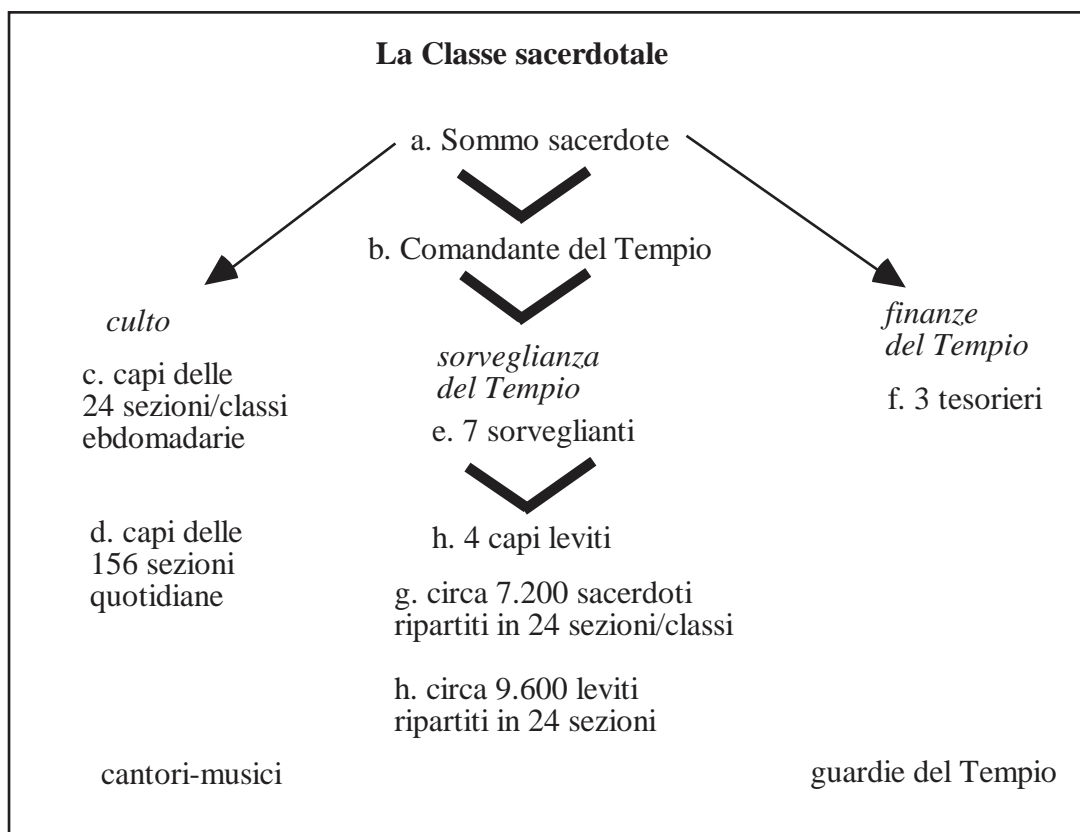 La Classe sacerdotale
a. Sommo sacerdote
b. Comandante del Tempio
culto
c. capi delle
24 sezioni/classi
ebdomadarie
d. capi delle
156 sezioni
quotidiane
sorveglianza
del Tempio
e. 7 sorveglianti
h. 4 capi leviti
g. circa 7.200 sacerdoti
ripartiti in 24 sezioni/classi
h. circa 9.600 leviti
ripartiti in 24 sezioni
finanze
del Tempio
f. 3 tesorieri
cantori-musici
guardie del Tempio